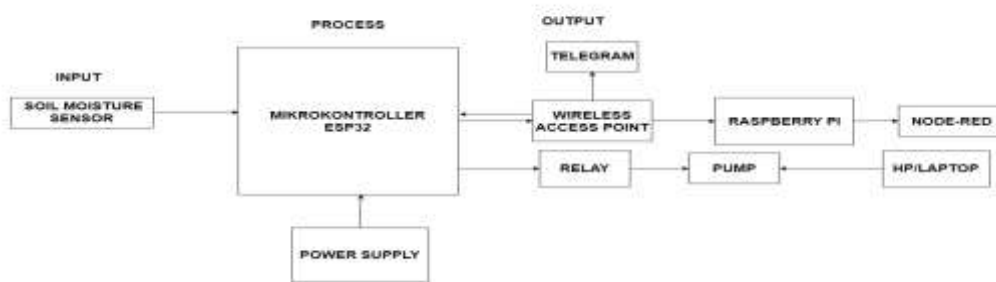 PROCESS
OUTPUT
TELEGRAM
INPUT
SOIL MOISTURE
SENSOR
MIKROKONTROLLER
ESP32
WIRELESS
ACCESS POINT
RASPBERRY PI
NODE-RED
RELAY
PUMP
HP/LAPTOP
POWER SUPPLY